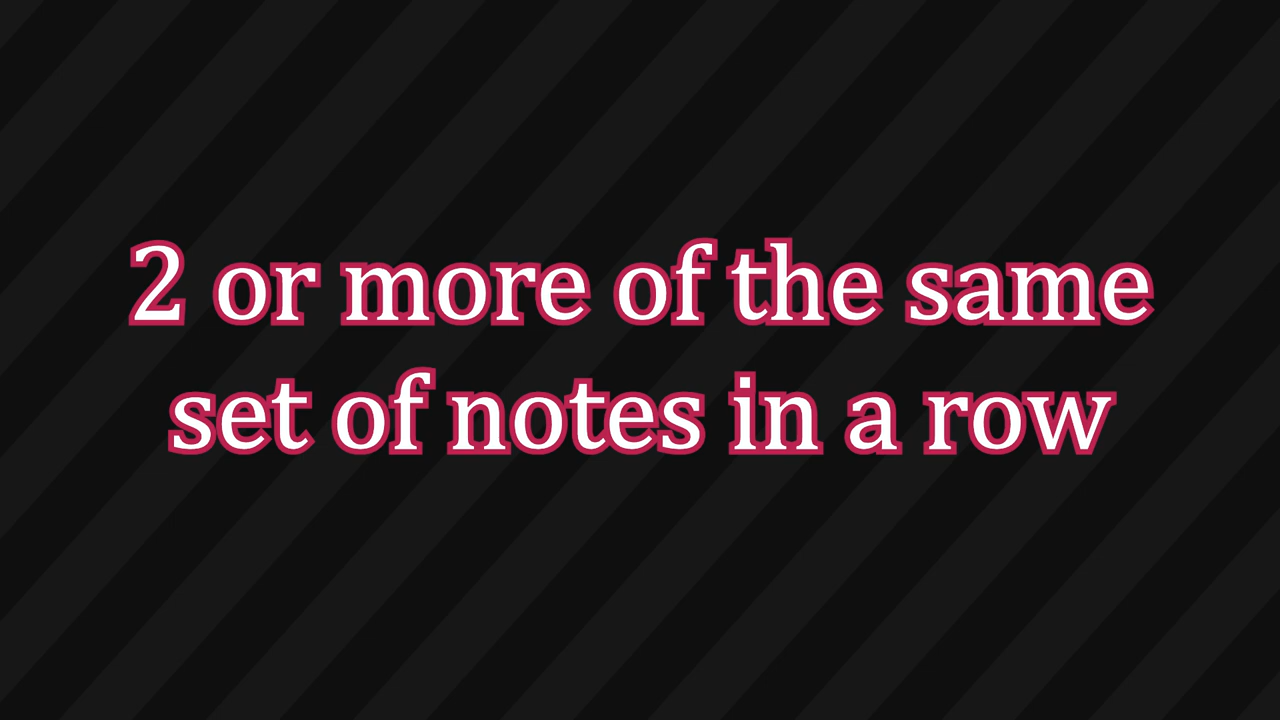 2 or more of the same
set of notes in a row